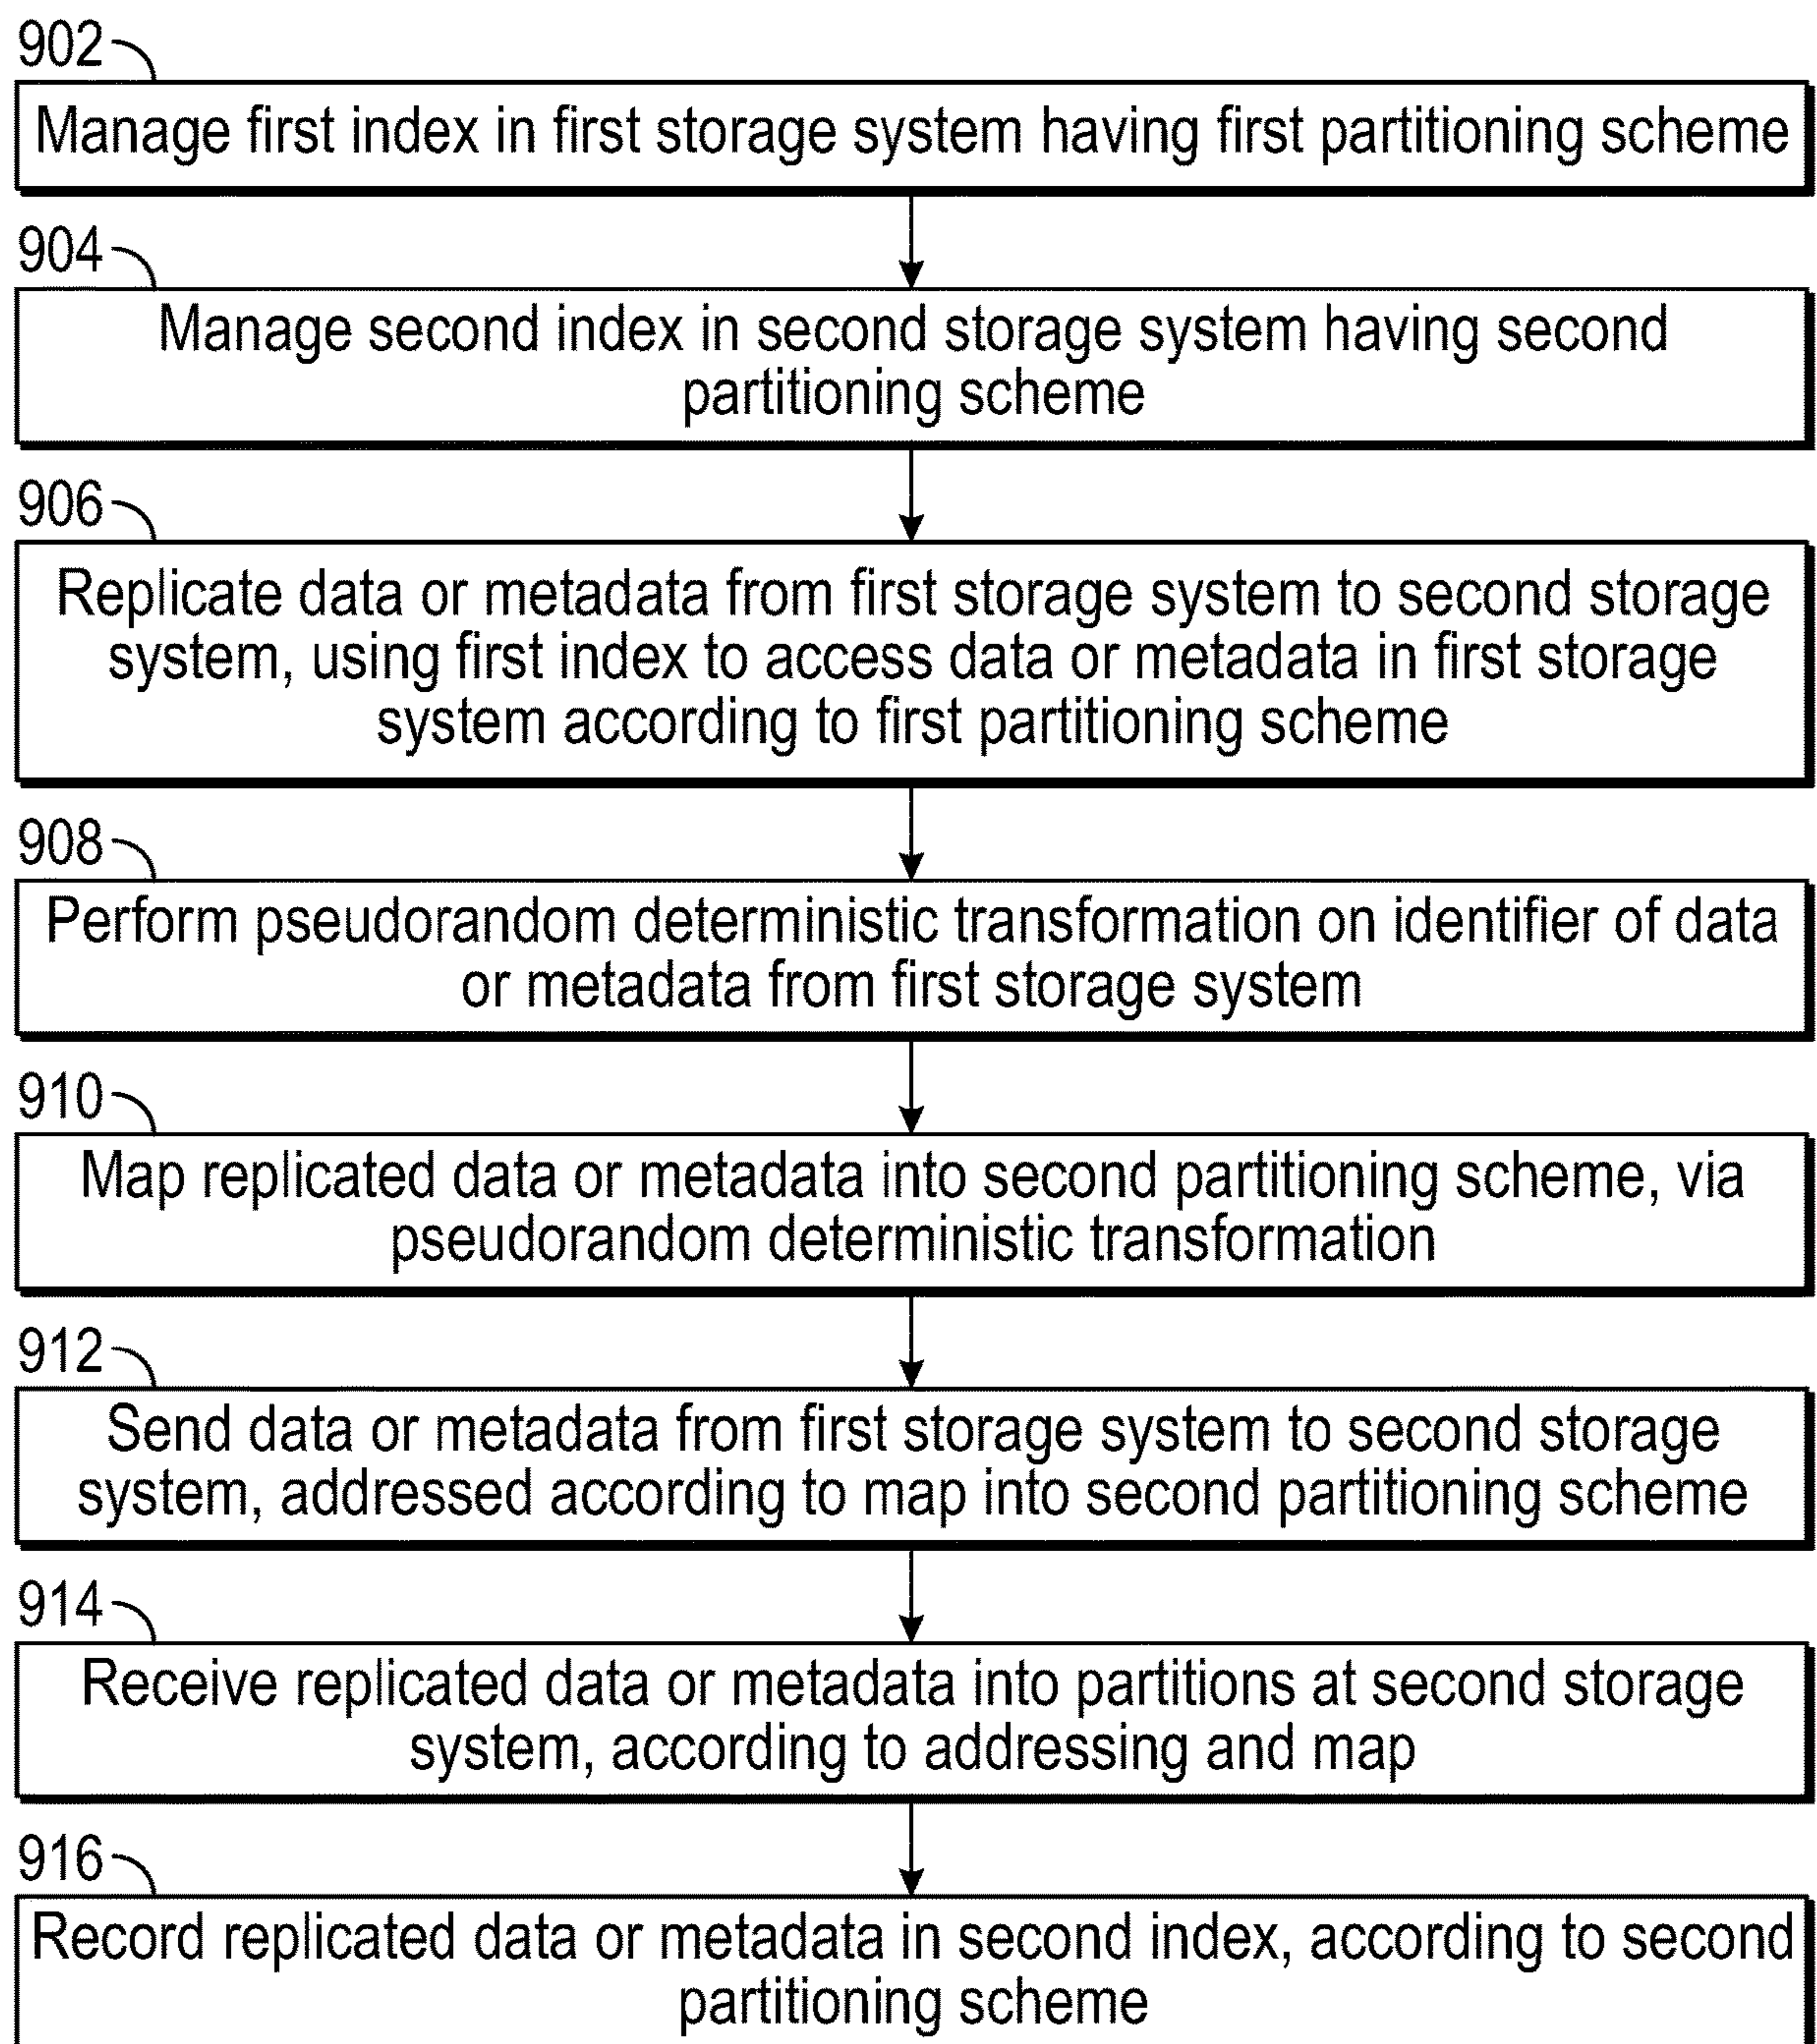 902
Manage first index in first storage system having first partitioning scheme
904
Manage second index in second storage system having second
partitioning scheme
906
Replicate data or metadata from first storage system to second storage
system, using first index to access data or metadata in first storage
system according to first partitioning scheme
908
Perform pseudorandom deterministic transformation on identifier of data
or metadata from first storage system
910
Map replicated data or metadata into second partitioning scheme, via
pseudorandom deterministic transformation
912
Send data or metadata from first storage system to second storage
system, addressed according to map into second partitioning scheme
914
Receive replicated data or metadata into partitions at second storage
system, according to addressing and map
916
Record replicated data or metadata in second index, according to second
partitioning scheme